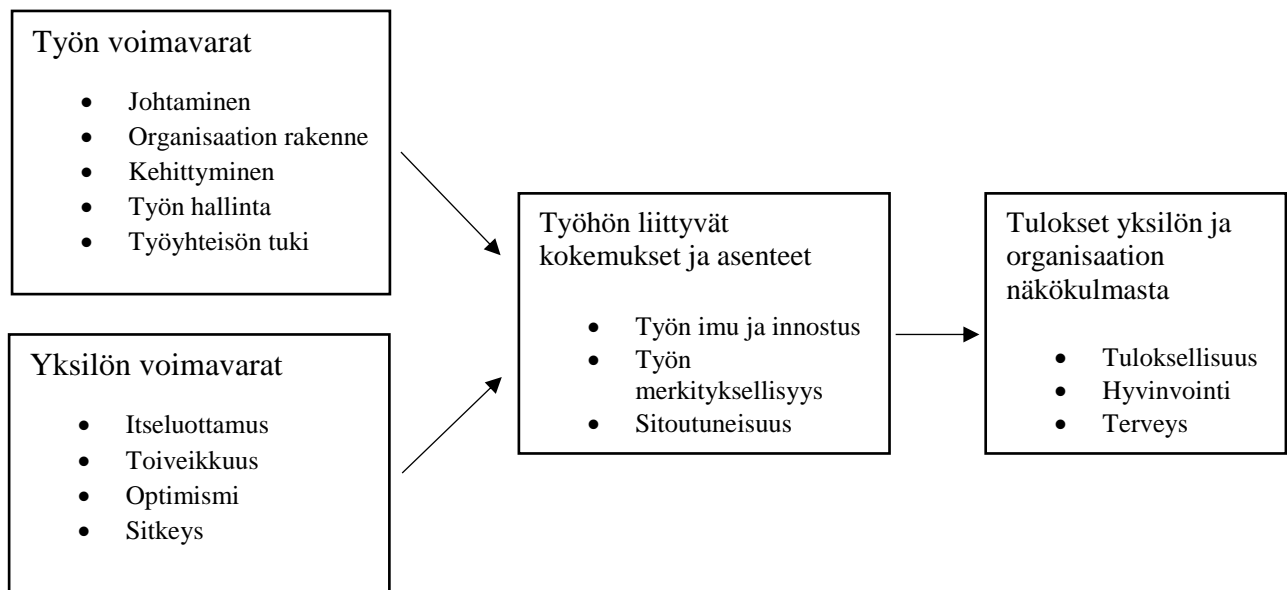 Työn voimavarat
• Johtaminen
• Organisaation rakenne
• Kehittyminen
• Työn hallinta
• Työyhteisön tuki
Yksilön voimavarat
• Itseluottamus
• Toiveikkuus
• Optimismi
• Sitkeys
Työhön liittyvät
kokemukset ja asenteet
• Työn imu ja innostus
• Työn
merkityksellisyys
• Sitoutuneisuus
Tulokset yksilön ja
organisaation
näkökulmasta
• Tuloksellisuus
• Hyvinvointi
• Terveys